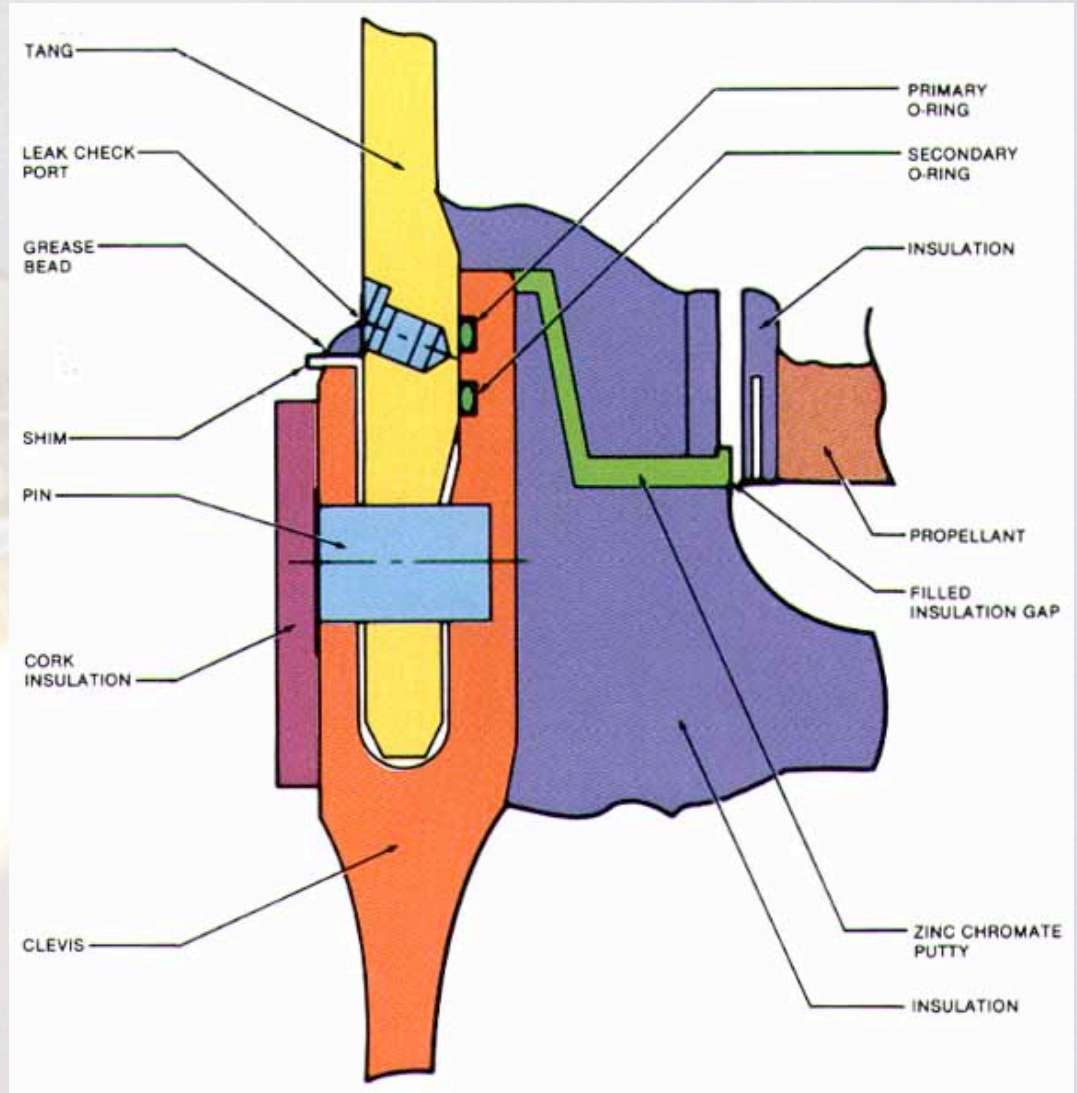 TANG
LEAK CHECK
PORT
GREASE
BEAD
SHIM
PIN
CORK
INSULATION
CLEVIS
PRIMARY
O-RING
SECONDARY
O-RING
INSULATION
PROPELLANT
FILLED
INSULATION GAP
ZINC CHROMATE
PUTTY
INSULATION